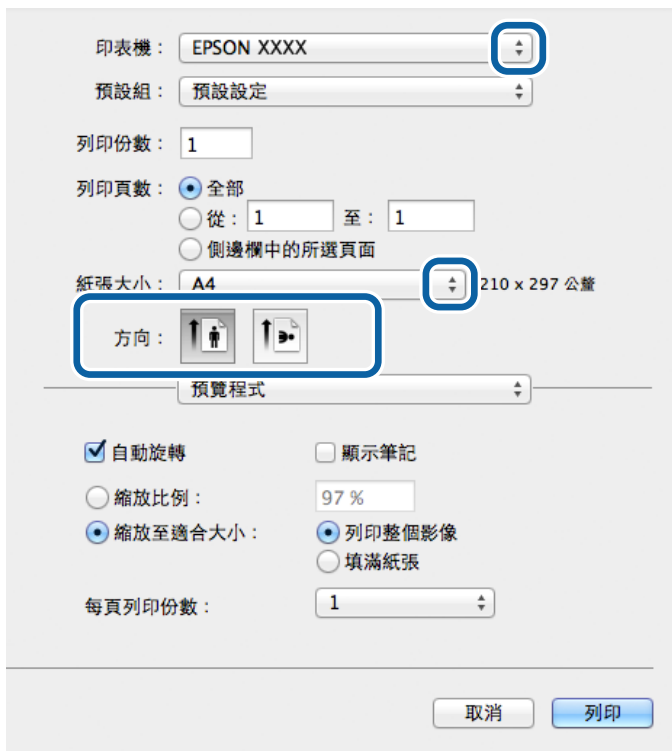 印表機： EPSON XXXX
預設組： 預設設定
列印份數： 1
列印頁數： 全部
從： 1 至： 1
側邊欄中的所選頁面
紙張大小： A4 210 x 297 公釐
方向：
預覽程式
自動旋轉 顯示筆記
縮放比例： 97 %
縮放至適合大小： 列印整個影像
填滿紙張
每頁列印份數： 1
取消 列印